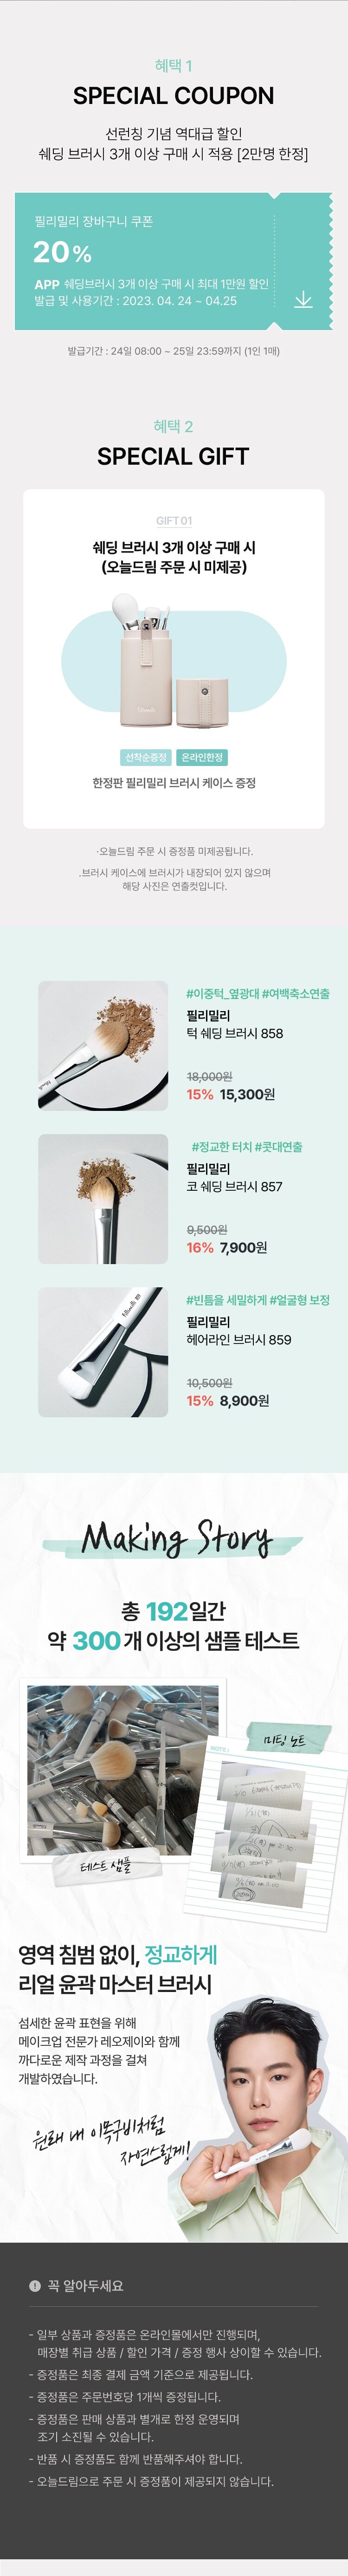 혜택 1
SPECIAL COUPON
선런칭 기념 역대급 할인
쉐딩 브러시 3개 이상 구매 시 적용 [2만명 한정]
필리밀리 장바구니 쿠폰
20%
APP 쉐딩브러시 3개 이상 구매 시 최대 1만원 할인
발급 및 사용기간 : 2023. 04. 24 ~ 04.25
발급기간 : 24일 08:00 ~ 25일 23:59까지 (1인 1매)
혜택 2
SPECIAL GIFT
GIFT 01
쉐딩 브러시 3개 이상 구매 시
(오늘드림 주문 시 미제공)
선착순증정 온라인한정
한정판 필리밀리 브러시 케이스 증정
·오늘드림 주문 시 증정품 미제공됩니다.
.브러시 케이스에 브러시가 내장되어 있지 않으며
해당 사진은 연출컷입니다.
#이중턱_옆광대 #여백축소연출
필리밀리
턱 쉐딩 브러시 858
18,000원
15% 15,300원
#정교한 터치 #콧대연출
필리밀리
코 쉐딩 브러시 857
9,500원
16% 7,900원
#빈틈을 세밀하게 #얼굴형 보정
필리밀리
헤어라인 브러시 859
10,500원
15% 8,900원
Making Story
총 192일간
약 300개 이상의 샘플 테스트
미팅 노트
NOTE:
테스트 샘플
영역 침범 없이, 정교하게
리얼 윤곽 마스터 브러시
섬세한 윤곽 표현을 위해
메이크업 전문가 레오제이와 함께
까다로운 제작 과정을 걸쳐
개발하였습니다.
원래 내 이목구비처럼
자연스럽게!
! 꼭 알아두세요
- 일부 상품과 증정품은 온라인몰에서만 진행되며,
매장별 취급 상품 / 할인 가격 / 증정 행사 상이할 수 있습니다.
- 증정품은 최종 결제 금액 기준으로 제공됩니다.
- 증정품은 주문번호당 1개씩 증정됩니다.
- 증정품은 판매 상품과 별개로 한정 운영되며
조기 소진될 수 있습니다.
- 반품 시 증정품도 함께 반품해주셔야 합니다.
- 오늘드림으로 주문 시 증정품이 제공되지 않습니다.